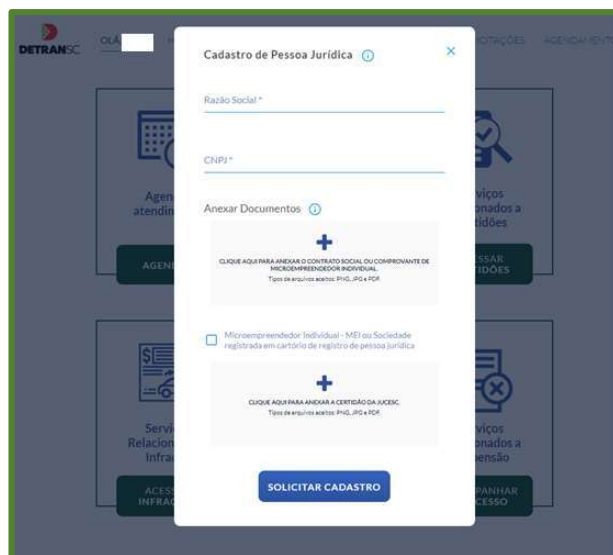 DETRANSC
OLÁ,
Cadastro de Pessoa Jurídica
Razão Social *
CNPJ *
Anexar Documentos
CLIQUE AQUI PARA ANEXAR O CONTRATO SOCIAL OU COMPROVANTE DE
MICROEMPREENDEDOR INDIVIDUAL.
Tipos de arquivos aceitos: PNG, JPG e PDF.
Microempreendedor Individual - MEI ou Sociedade
registrada em cartório de registro de pessoa jurídica
CLIQUE AQUI PARA ANEXAR A CERTIDÃO DA JUCESC.
Tipos de arquivos aceitos: PNG, JPG e PDF.
SOLICITAR CADASTRO